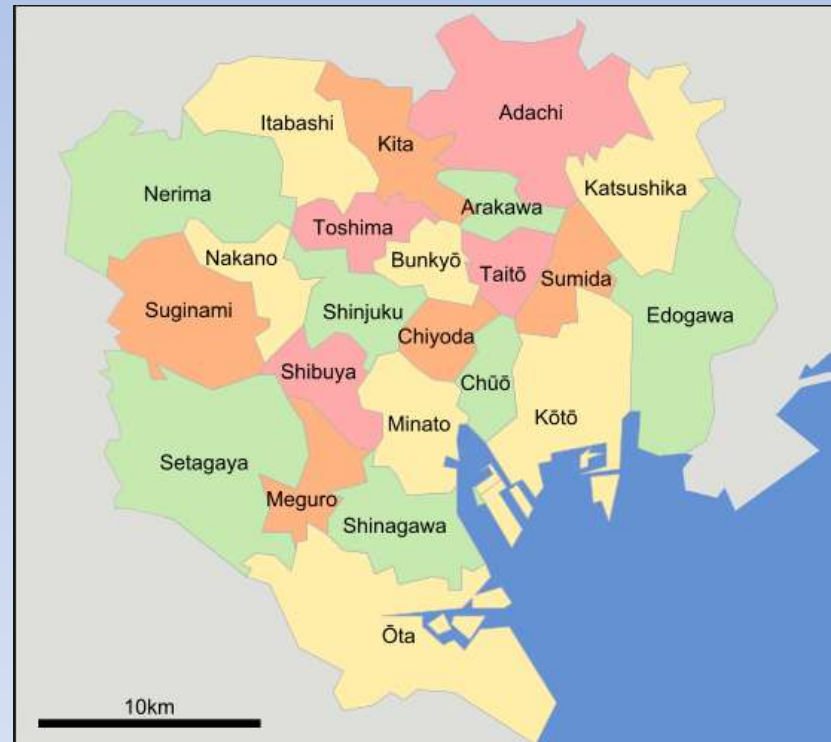 Adachi
Itabashi
Kita
Katsushika
Nerima
Arakawa
Toshima
Nakano
Bunkyō
Taitō
Sumida
Suginami
Shinjuku
Edogawa
Chiyoda
Shibuya
Chūō
Minato
Kōtō
Setagaya
Meguro
Shinagawa
Ōta
10km